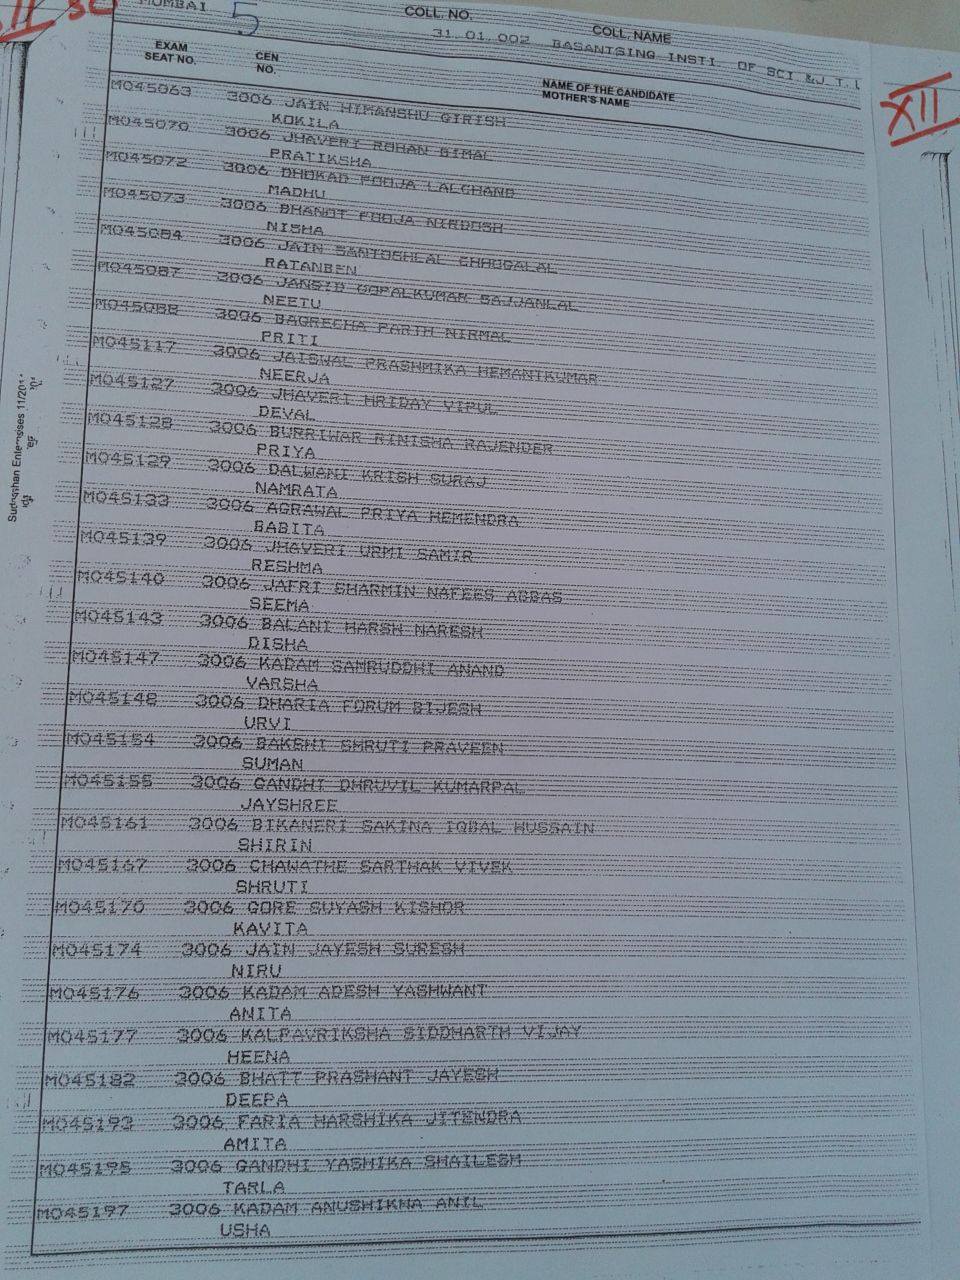 MUMBAI 5
COLL. NO. COLL. NAME
31.01.002 BASANTSING INSTI. OF SCI &J.T.L
XII
EXAM SEAT NO. CEN NO. NAME OF THE CANDIDATE
MOTHER'S NAME
M045063 3006 JAIN HIMANSHU GIRISH
KOKILA
M045070 3006 JHAVERI ROHAN BIMAL
PRATIKSHA
M045072 3006 DHOKAD POOJA LALCHAND
MADHU
M045073 3006 BHANOT POOJA NIRDOSH
NISHA
M045084 3006 JAIN SANTOSHLAL CHHOGALAL
RATANBEN
M045087 3006 JANGID GOPALKUMAR SAJJANLAL
NEETU
M045088 3006 BAGRECHA PARTH NIRMAL
PRITI
M045117 3006 JAISWAL PRASHMIKA HEMANTKUMAR
NEERJA
M045127 3006 JHAVERI HRIDAY VIPUL
DEVAL
M045128 3006 BURRIWAR RINISHA RAJENDER
PRIYA
M045129 3006 DALWANI KRISH SURAJ
NAMRATA
M045133 3006 AGRAWAL PRIYA HEMENDRA
BABITA
M045139 3006 JHAVERI URMI SAMIR
RESHMA
M045140 3006 JAFRI SHARMIN NAFEES ABBAS
SEEMA
M045143 3006 BALANI HARSH NARESH
DISHA
M045147 3006 KADAM SAMRUDDHI ANAND
VARSHA
M045148 3006 DHARIA FORUM BIJESH
URVI
M045154 3006 BAKSHI SHRUTI PRAVEEN
SUMAN
M045155 3006 GANDHI DHRUVIL KUMARPAL
JAYSHREE
M045161 3006 BIKANERI SAKINA IQBAL HUSSAIN
SHIRIN
M045167 3006 CHAWATHE SARTHAK VIVEK
SHRUTI
M045170 3006 GORE SUYASH KISHOR
KAVITA
M045174 3006 JAIN JAYESH SURESH
NIRU
M045176 3006 KADAM ADESH YASHWANT
ANITA
M045177 3006 KALPAVRIKSHA SIDDHARTH VIJAY
HEENA
M045182 3006 BHATT PRASHANT JAYESH
DEEPA
M045193 3006 FARIA HARSHIKA JITENDRA
AMITA
M045195 3006 GANDHI YASHIKA SHAILESH
TARLA
M045197 3006 KADAM ANUSHIKHA ANIL
USHA